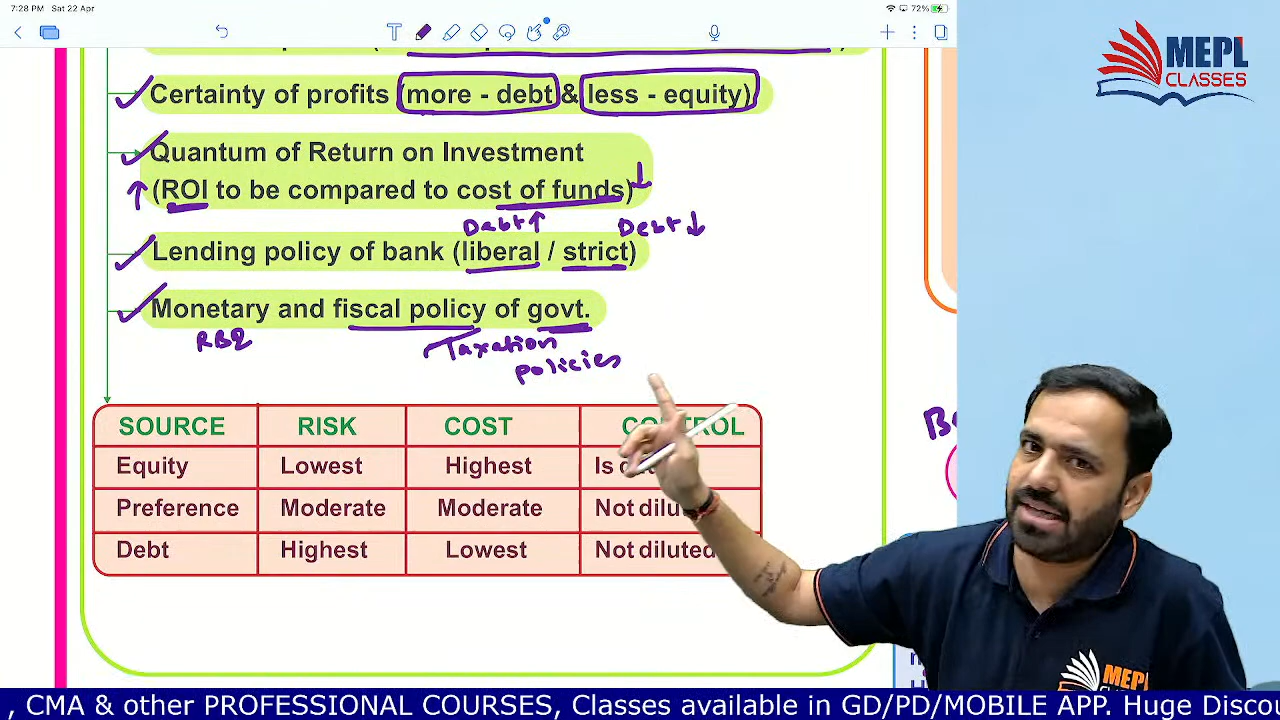 7:28 PM Sat 22 Apr
72%
T
MEPL
CLASSES
Certainty of profits (more - debt & less - equity)
Quantum of Return on Investment
(ROI to be compared to cost of funds)
Debt↑ Debt↓
Lending policy of bank (liberal / strict)
Monetary and fiscal policy of govt.
RBI Taxation
policies
SOURCE RISK COST CONTROL
Equity Lowest Highest Is
Preference Moderate Moderate Not
Debt Highest Lowest Not diluted
MEPL
, CMA & other PROFESSIONAL COURSES, Classes available in GD/PD/MOBILE APP. Huge